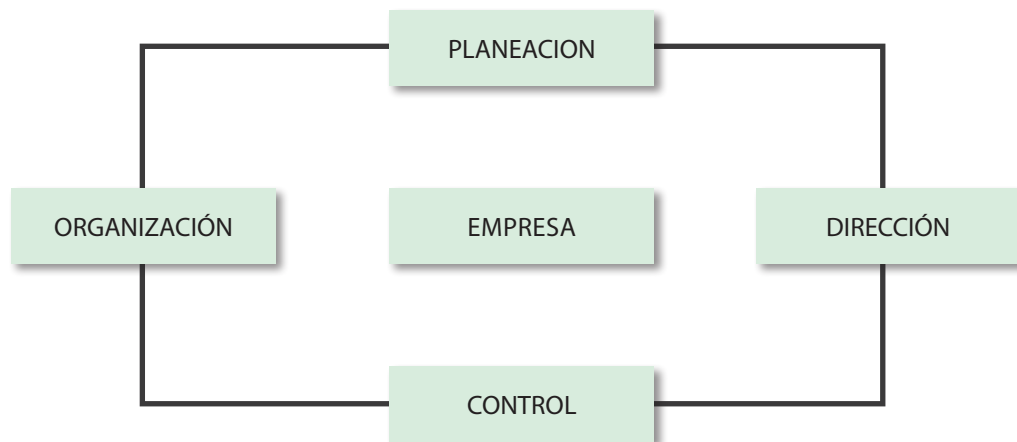 PLANEACION
ORGANIZACIÓN
EMPRESA
DIRECCIÓN
CONTROL